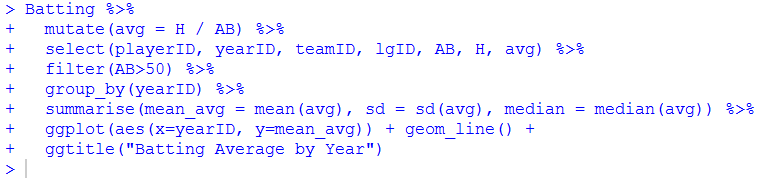 > Batting %>%
+   mutate(avg = H / AB) %>%
+   select(playerID, yearID, teamID, lgID, AB, H, avg) %>%
+   filter(AB>50) %>%
+   group_by(yearID) %>%
+   summarise(mean_avg = mean(avg), sd = sd(avg), median = median(avg)) %>%
+   ggplot(aes(x=yearID, y=mean_avg)) + geom_line() +
+   ggtitle("Batting Average by Year")
>